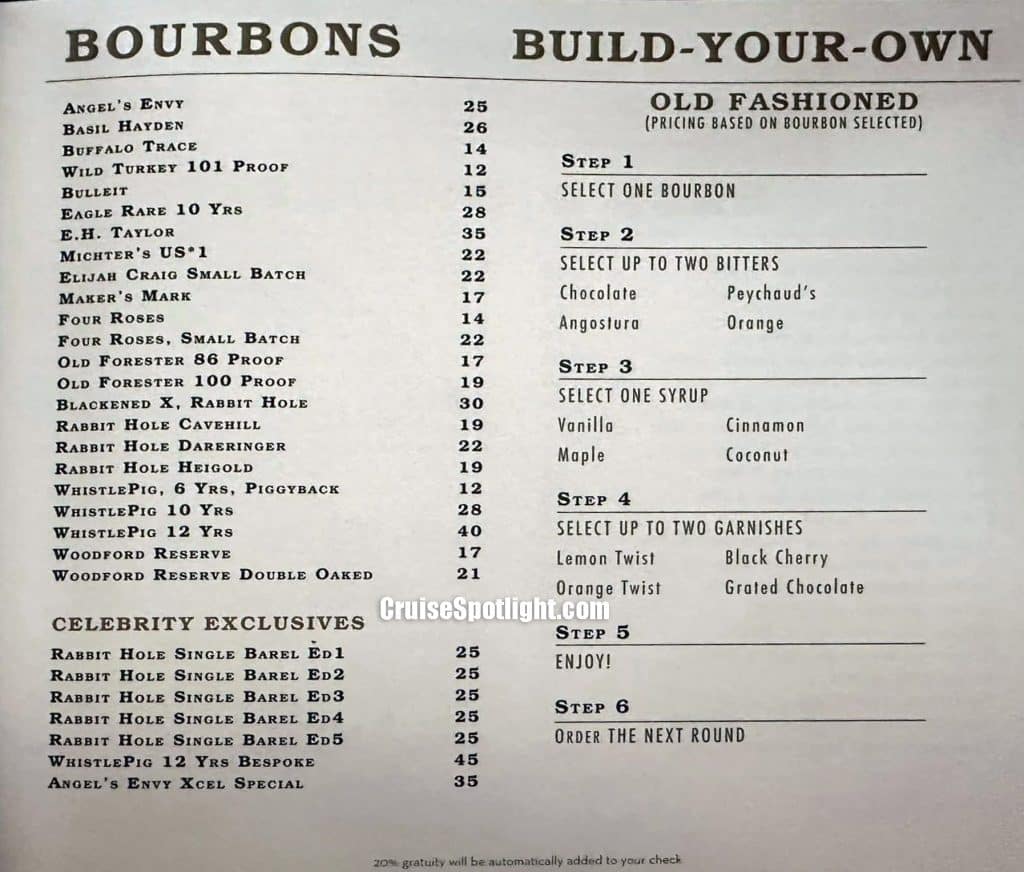 BOURBONS
ANGEL'S ENVY 25
BASIL HAYDEN 26
BUFFALO TRACE 14
WILD TURKEY 101 PROOF 12
BULLEIT 15
EAGLE RARE 10 YRS 28
E.H. TAYLOR 35
MICHTER'S US*1 22
ELIJAH CRAIG SMALL BATCH 22
MAKER'S MARK 17
FOUR ROSES 14
FOUR ROSES, SMALL BATCH 22
OLD FORESTER 86 PROOF 17
OLD FORESTER 100 PROOF 19
BLACKENED X, RABBIT HOLE 30
RABBIT HOLE CAVEHILL 19
RABBIT HOLE DARERINGER 22
RABBIT HOLE HEIGOLD 19
WHISTLEPIG, 6 YRS, PIGGYBACK 12
WHISTLEPIG 10 YRS 28
WHISTLEPIG 12 YRS 40
WOODFORD RESERVE 17
WOODFORD RESERVE DOUBLE OAKED 21
CELEBRITY EXCLUSIVES
RABBIT HOLE SINGLE BAREL ED1 25
RABBIT HOLE SINGLE BAREL ED2 25
RABBIT HOLE SINGLE BAREL ED3 25
RABBIT HOLE SINGLE BAREL ED4 25
RABBIT HOLE SINGLE BAREL ED5 25
WHISTLEPIG 12 YRS BESPOKE 45
ANGEL'S ENVY XCEL SPECIAL 35
BUILD-YOUR-OWN
OLD FASHIONED
(PRICING BASED ON BOURBON SELECTED)
STEP 1
SELECT ONE BOURBON
STEP 2
SELECT UP TO TWO BITTERS
Chocolate Peychaud's
Angostura Orange
STEP 3
SELECT ONE SYRUP
Vanilla Cinnamon
Maple Coconut
STEP 4
SELECT UP TO TWO GARNISHES
Lemon Twist Black Cherry
Orange Twist Grated Chocolate
STEP 5
ENJOY!
STEP 6
ORDER THE NEXT ROUND
CruiseSpotlight.com
20% gratuity will be automatically added to your check